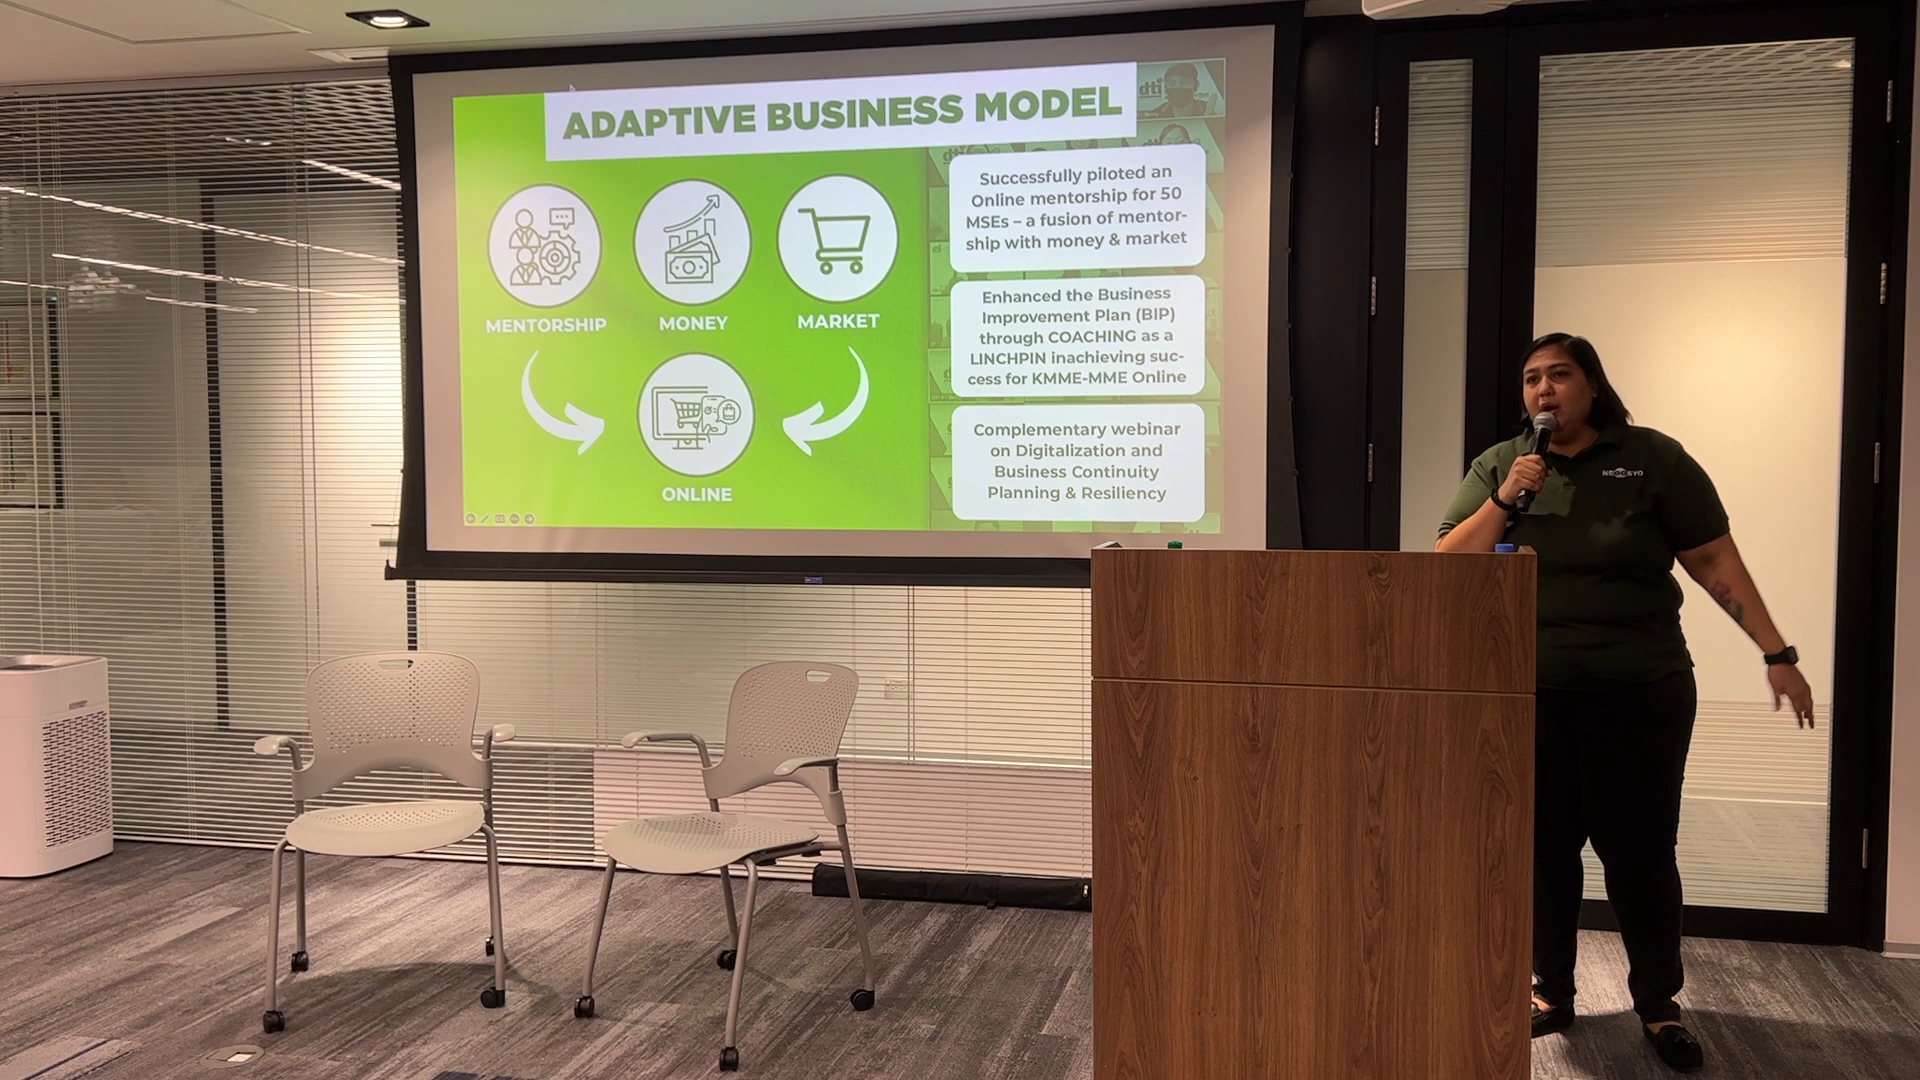 ADAPTIVE BUSINESS MODEL
dti
MENTORSHIP
MONEY
MARKET
ONLINE
Successfully piloted an
Online mentorship for 50
MSEs – a fusion of mentor-
ship with money & market
Enhanced the Business
Improvement Plan (BIP)
through COACHING as a
LINCHPIN inachieving suc-
cess for KMME-MME Online
Complementary webinar
on Digitalization and
Business Continuity
Planning & Resiliency
NEGOSYO